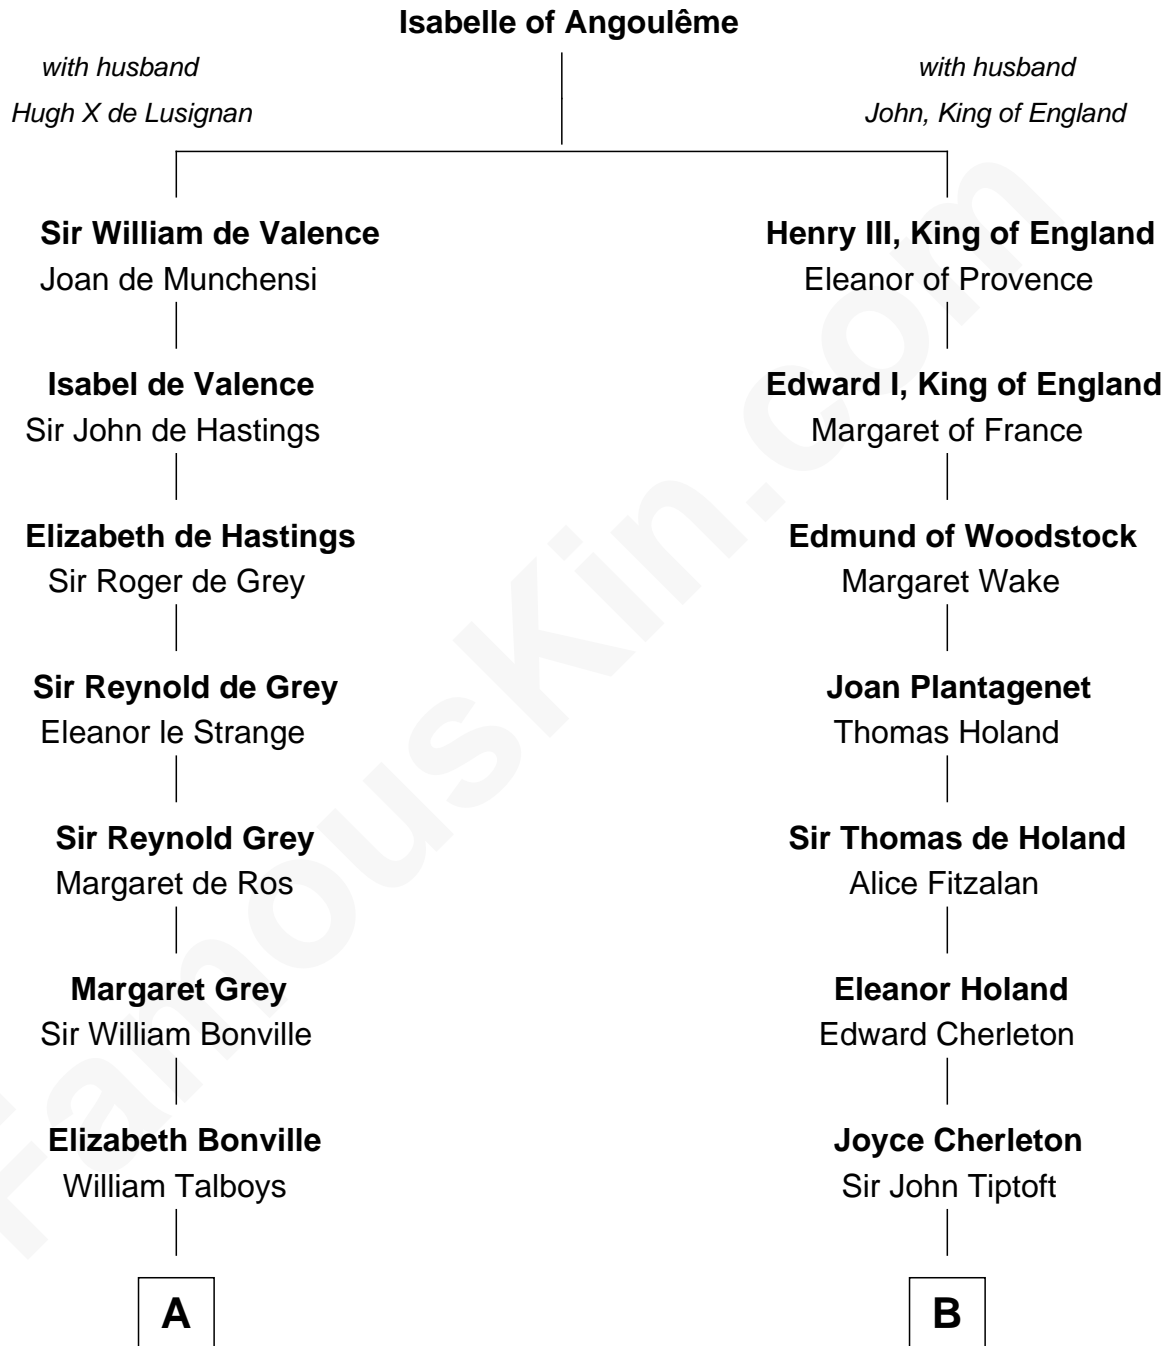 Isabelle of Angoulême
with husband
Hugh X de Lusignan
with husband
John, King of England
Sir William de Valence
Joan de Munchensi
Henry III, King of England
Eleanor of Provence
Isabel de Valence
Sir John de Hastings
Edward I, King of England
Margaret of France
Elizabeth de Hastings
Sir Roger de Grey
Edmund of Woodstock
Margaret Wake
Sir Reynold de Grey
Eleanor le Strange
Joan Plantagenet
Thomas Holand
Sir Reynold Grey
Margaret de Ros
Sir Thomas de Holand
Alice Fitzalan
Margaret Grey
Sir William Bonville
Eleanor Holand
Edward Cherleton
Elizabeth Bonville
William Talboys
Joyce Cherleton
Sir John Tiptoft
A
B
FamousKin.com